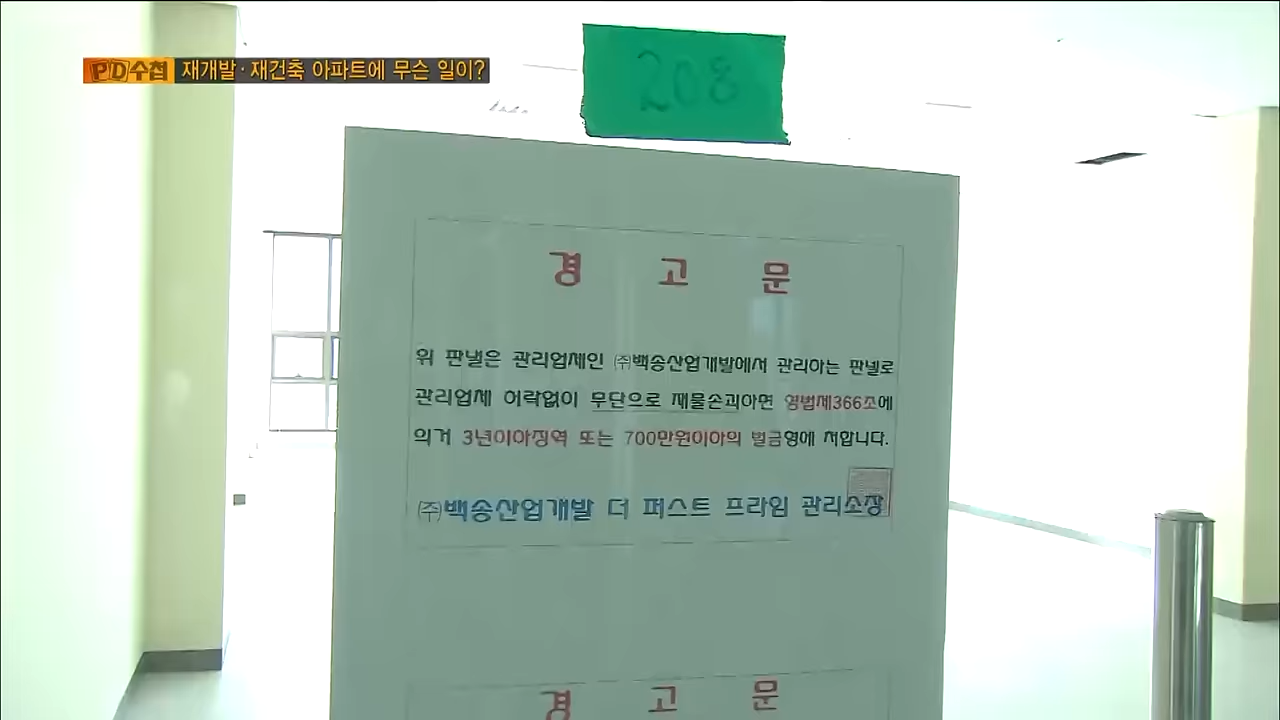 PD수첩 재개발·재건축 아파트에 무슨 일이?
208
경 고 문
위 판넬은 관리업체인 ㈜백송산업개발에서 관리하는 판넬로
관리업체 허락없이 무단으로 재물손괴하면 형법제366조에
의거 3년이하징역 또는 700만원이하의 벌금형에 처합니다.
㈜백송산업개발 더 퍼스트 프라임 관리소장
경 고 문